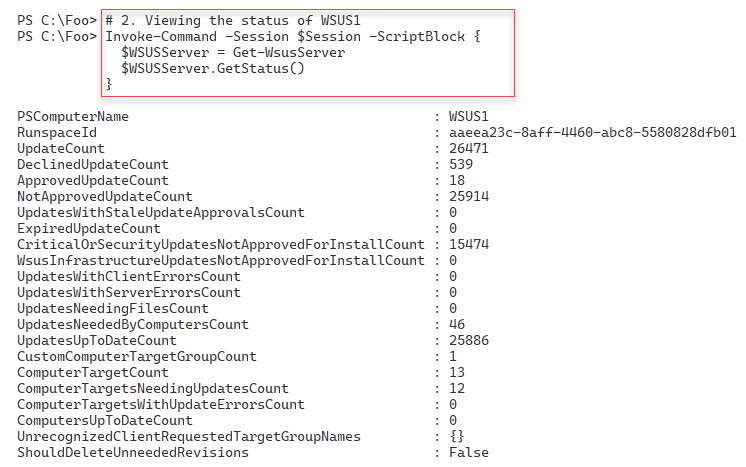 PS C:\Foo> # 2. Viewing the status of WSUS1
PS C:\Foo> Invoke-Command -Session $Session -ScriptBlock {
  $WSUSServer = Get-WsusServer
  $WSUSServer.GetStatus()
}
PSComputerName : WSUS1
RunspaceId : aaeea23c-8aff-4460-abc8-5580828dfb01
UpdateCount : 26471
DeclinedUpdateCount : 539
ApprovedUpdateCount : 18
NotApprovedUpdateCount : 25914
UpdatesWithStaleUpdateApprovalsCount : 0
ExpiredUpdateCount : 0
CriticalOrSecurityUpdatesNotApprovedForInstallCount : 15474
WsusInfrastructureUpdatesNotApprovedForInstallCount : 0
UpdatesWithClientErrorsCount : 0
UpdatesWithServerErrorsCount : 0
UpdatesNeedingFilesCount : 0
UpdatesNeededByComputersCount : 46
UpdatesUpToDateCount : 25886
CustomComputerTargetGroupCount : 1
ComputerTargetCount : 13
ComputerTargetsNeedingUpdatesCount : 12
ComputerTargetsWithUpdateErrorsCount : 0
ComputersUpToDateCount : 0
UnrecognizedClientRequestedTargetGroupNames : {}
ShouldDeleteUnneededRevisions : False